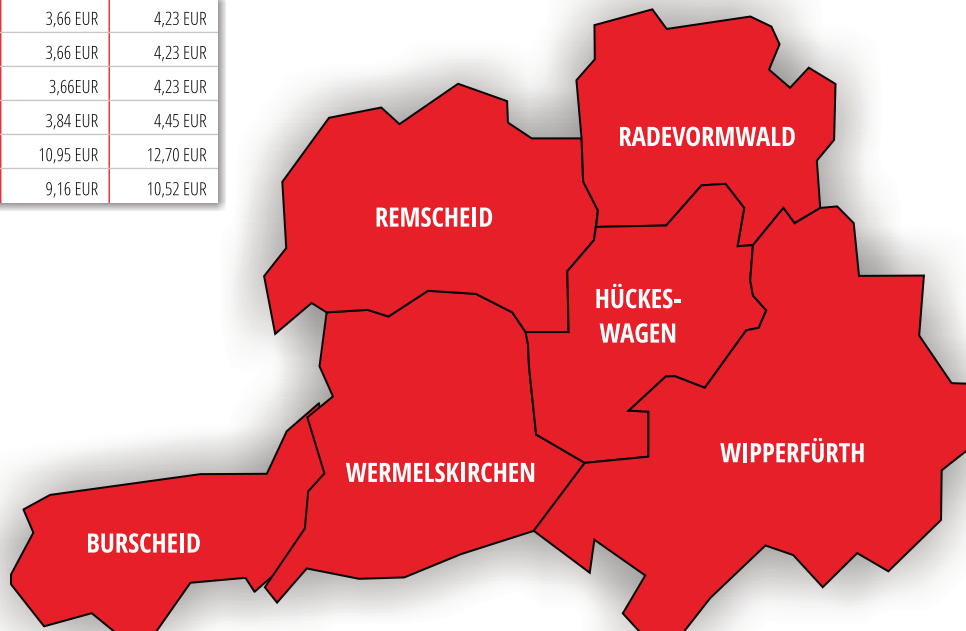 3,66 EUR 4,23 EUR
3,66 EUR 4,23 EUR
3,66EUR 4,23 EUR
3,84 EUR 4,45 EUR
10,95 EUR 12,70 EUR
9,16 EUR 10,52 EUR
RADEVORMWALD
REMSCHEID
HÜCKES-
WAGEN
WIPPERFÜRTH
WERMELSKIRCHEN
BURSCHEID